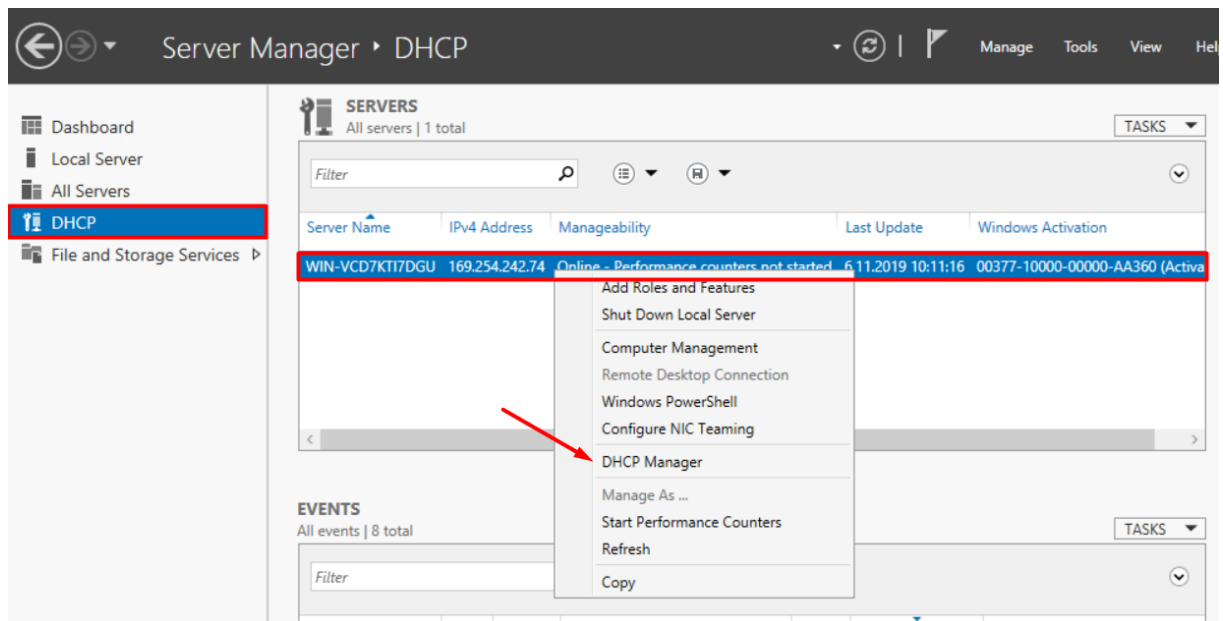 Server Manager ‣ DHCP
Manage Tools View Hel
Dashboard
Local Server
All Servers
DHCP
File and Storage Services
SERVERS
All servers | 1 total
TASKS
Filter
Server Name IPv4 Address Manageability Last Update Windows Activation
WIN-VCD7KTI7DGU 169.254.242.74 Online - Performance counters not started 6.11.2019 10:11:16 00377-10000-00000-AA360 (Activa
Add Roles and Features
Shut Down Local Server
Computer Management
Remote Desktop Connection
Windows PowerShell
Configure NIC Teaming
DHCP Manager
Manage As ...
Start Performance Counters
Refresh
Copy
EVENTS
All events | 8 total
TASKS
Filter